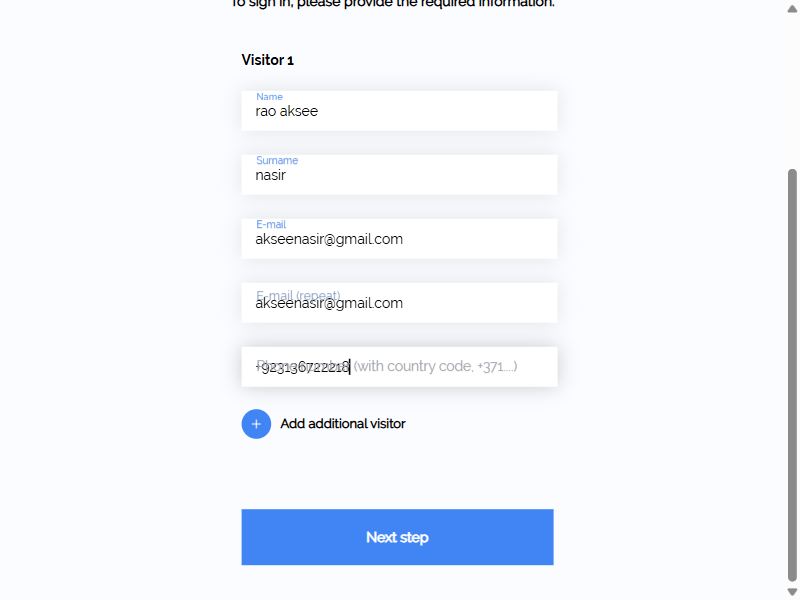 To sign in, please provide the required information.
Visitor 1
Name
rao aksee
Surname
nasir
E-mail
akseenasir@gmail.com
E-mail (repeat)
akseenasir@gmail.com
+923136722218
(with country code, +371....)
+ Add additional visitor
Next step